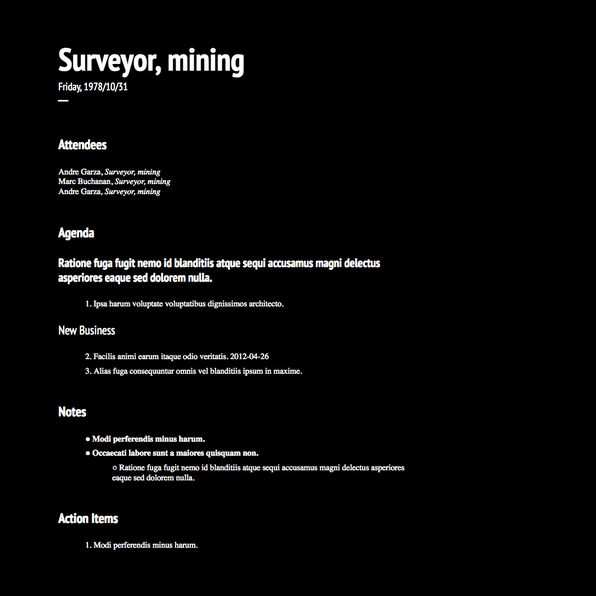 Surveyor, mining
Friday, 1978/10/31
—
Attendees
Andre Garza, Surveyor, mining
Marc Buchanan, Surveyor, mining
Andre Garza, Surveyor, mining
Agenda
Ratione fuga fugit nemo id blanditiis atque sequi accusamus magni delectus
asperiores eaque sed dolorem nulla.
1. Ipsa harum voluptate voluptatibus dignissimos architecto.
New Business
2. Facilis animi earum itaque odio veritatis. 2012-04-26
3. Alias fuga consequuntur omnis vel blanditiis ipsum in maxime.
Notes
● Modi perferendis minus harum.
● Occaecati labore sunt a maiores quisquam non.
○ Ratione fuga fugit nemo id blanditiis atque sequi accusamus magni delectus asperiores
eaque sed dolorem nulla.
Action Items
1. Modi perferendis minus harum.